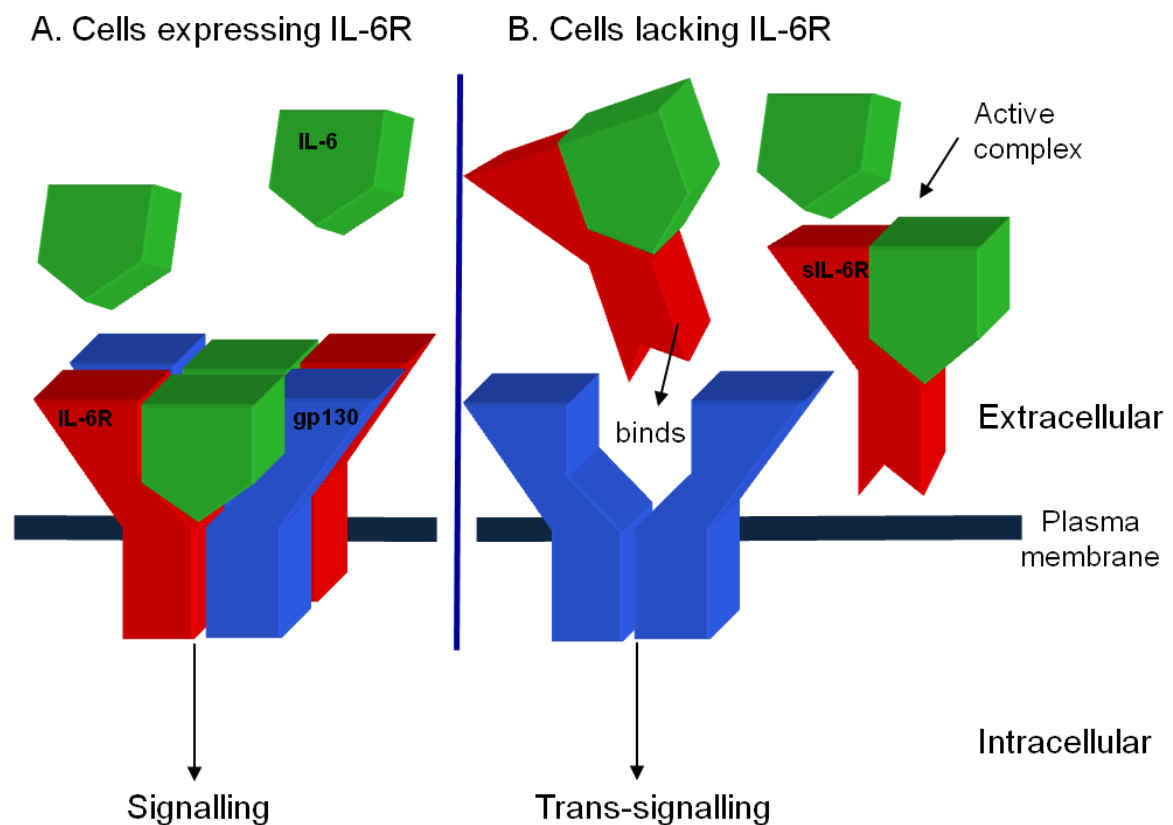 A. Cells expressing IL-6R
B. Cells lacking IL-6R
IL-6
IL-6R
gp130
Signalling
Active
complex
sIL-6R
binds
Extracellular
Plasma
membrane
Intracellular
Trans-signalling